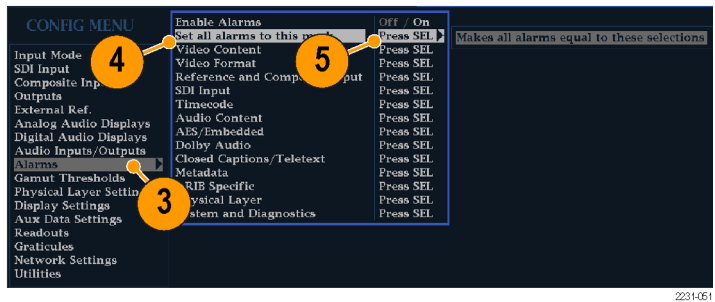 CONFIG MENU
Input Mode
SDI Input
Composite Inp
Outputs
External Ref.
Analog Audio Displays
Digital Audio Displays
Audio Inputs/Outputs
Alarms
Gamut Thresholds
Physical Layer Settin
Display Settings
Aux Data Settings
Readouts
Graticules
Network Settings
Utilities
Enable Alarms Off / On
Set all alarms to this Press SEL
Video Content Press SEL
Video Format Press SEL
Reference and Comp put Press SEL
SDI Input Press SEL
Timecode Press SEL
Audio Content Press SEL
AES/Embedded Press SEL
Dolby Audio Press SEL
Closed Captions/Teletext Press SEL
Metadata Press SEL
RIB Specific Press SEL
ysical Layer Press SEL
stem and Diagnostics Press SEL
Makes all alarms equal to these selections
4
5
3
2231-051